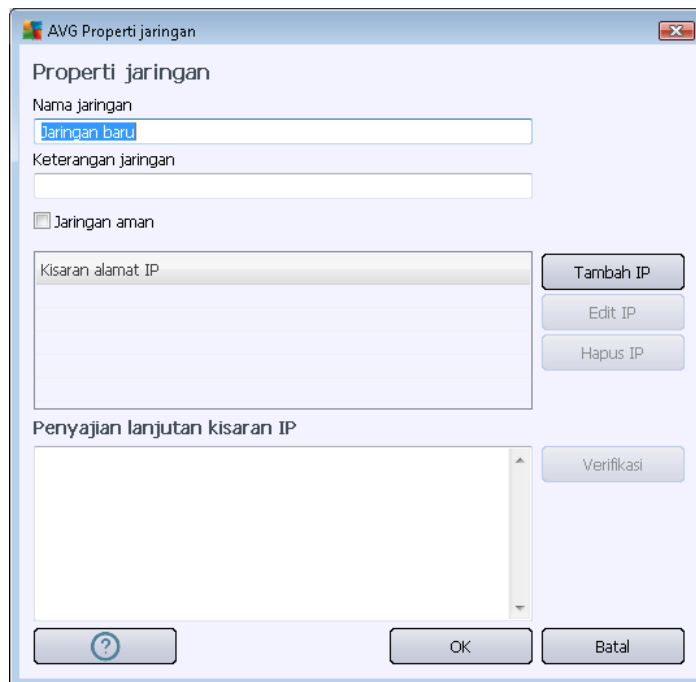 AVG Properti jaringan
Properti jaringan
Nama jaringan
Jaringan baru
Keterangan jaringan
Jaringan aman
Kisaran alamat IP
Tambah IP
Edit IP
Hapus IP
Penyajian lanjutan kisaran IP
Verifikasi
?
OK
Batal